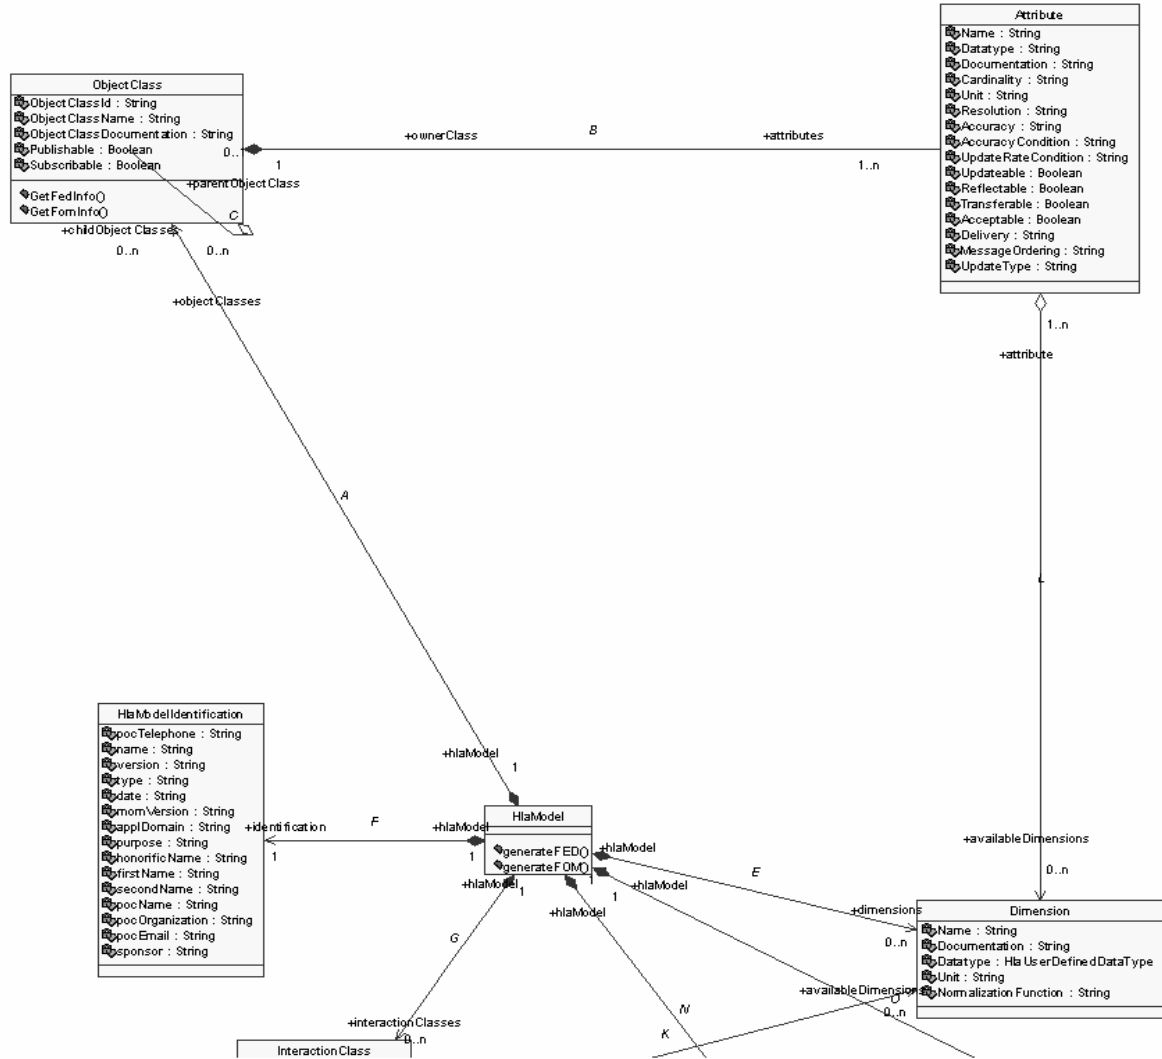 Attribute
Name : String
Datatype : String
Documentation : String
Cardinality : String
Unit : String
Resolution : String
Accuracy : String
AccuracyCondition : String
UpdateRateCondition : String
Updateable : Boolean
Reflectable : Boolean
Transferable : Boolean
Acceptable : Boolean
Delivery : String
MessageOrdering : String
UpdateType : String
ObjectClass
ObjectClassId : String
ObjectClassName : String
ObjectClassDocumentation : String
Publishable : Boolean
Subscribable : Boolean
GetFedInfo()
GetFomInfo()
0..
1
+ownerClass
B
+attributes
1..n
+parentObjectClass
C
+childObjectClasses
0..n
0..n
+objectClasses
A
1..n
+attribute
L
+availableDimensions
0..n
HlaModelIdentification
pocTelephone : String
name : String
version : String
type : String
date : String
momVersion : String
applDomain : String
purpose : String
honorificName : String
firstName : String
secondName : String
pocName : String
pocOrganization : String
pocEmail : String
sponsor : String
+identification
1
F
+hlaModel
1
+hlaModel
1
HlaModel
generateFED()
generateFOM()
+hlaModel
1
+hlaModel
1
+hlaModel
1
E
+dimensions
0..n
Dimension
Name : String
Documentation : String
Datatype : HlaUserDefinedDataType
Unit : String
Normalization Function : String
G
+interactionClasses
0..n
InteractionClass
N
K
+availableDimensions
0..n
O